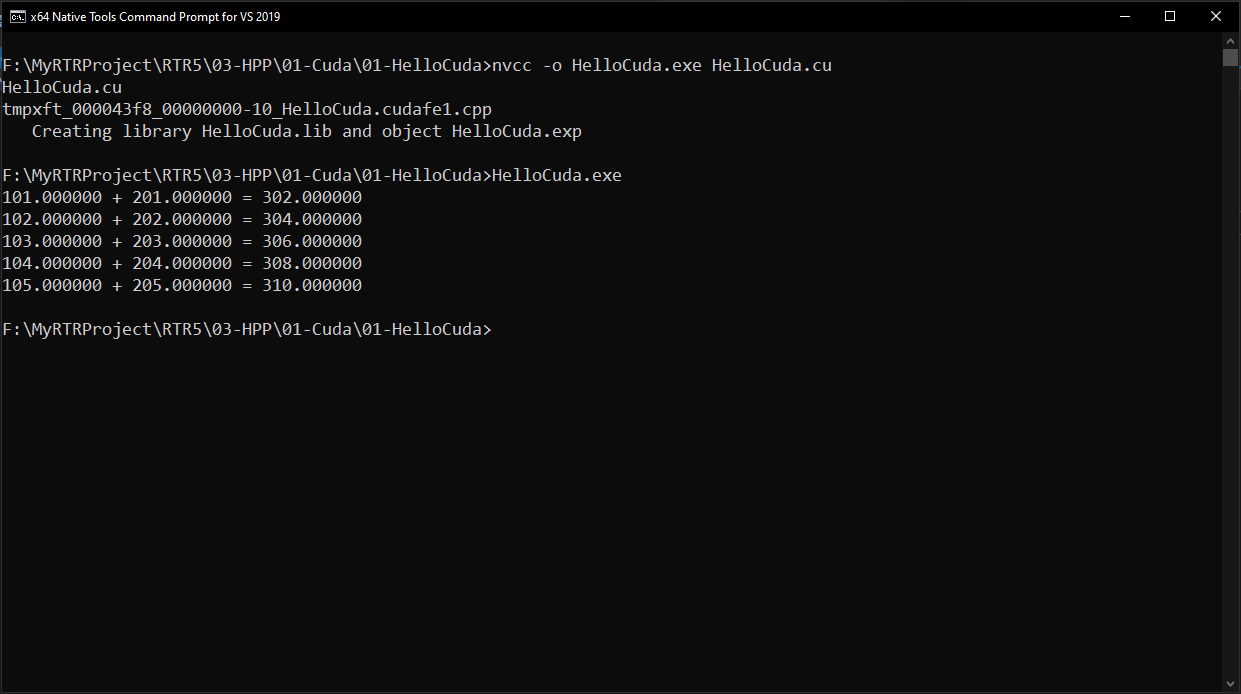 x64 Native Tools Command Prompt for VS 2019
F:\MyRTRProject\RTR5\03-HPP\01-Cuda\01-HelloCuda>nvcc -o HelloCuda.exe HelloCuda.cu
HelloCuda.cu
tmpxft_000043f8_00000000-10_HelloCuda.cudafe1.cpp
   Creating library HelloCuda.lib and object HelloCuda.exp
F:\MyRTRProject\RTR5\03-HPP\01-Cuda\01-HelloCuda>HelloCuda.exe
101.000000 + 201.000000 = 302.000000
102.000000 + 202.000000 = 304.000000
103.000000 + 203.000000 = 306.000000
104.000000 + 204.000000 = 308.000000
105.000000 + 205.000000 = 310.000000
F:\MyRTRProject\RTR5\03-HPP\01-Cuda\01-HelloCuda>